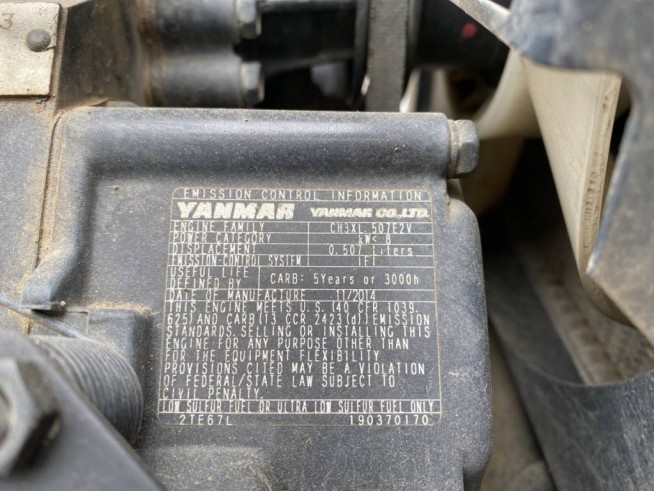 3
EMISSION CONTROL INFORMATION
YANMAR YANMAR CO.,LTD.
ENGINE FAMILY CH3XL.507E2V
POWER CATEGORY kW< 8
DISPLACEMENT 0.507 liters
EMISSION-CONTROL SYSTEM IFI
USEFUL LIFE
DEFINED BY CARB: 5Years or 3000h
DATE OF MANUFACTURE 11/2014
THIS ENGINE MEETS U.S.(40 CFR 1039.
625)AND CARB(13 CCR 2423(d))EMISSION
STANDARDS.SELLING OR INSTALLING THIS
ENGINE FOR ANY PURPOSE OTHER THAN
FOR THE EQUIPMENT FLEXIBILITY
PROVISIONS CITED MAY BE A VIOLATION
OF FEDERAL/STATE LAW SUBJECT TO
CIVIL PENALTY.
LOW SULFUR FUEL OR ULTRA LOW SULFUR FUEL ONLY
2TE67L 190370170